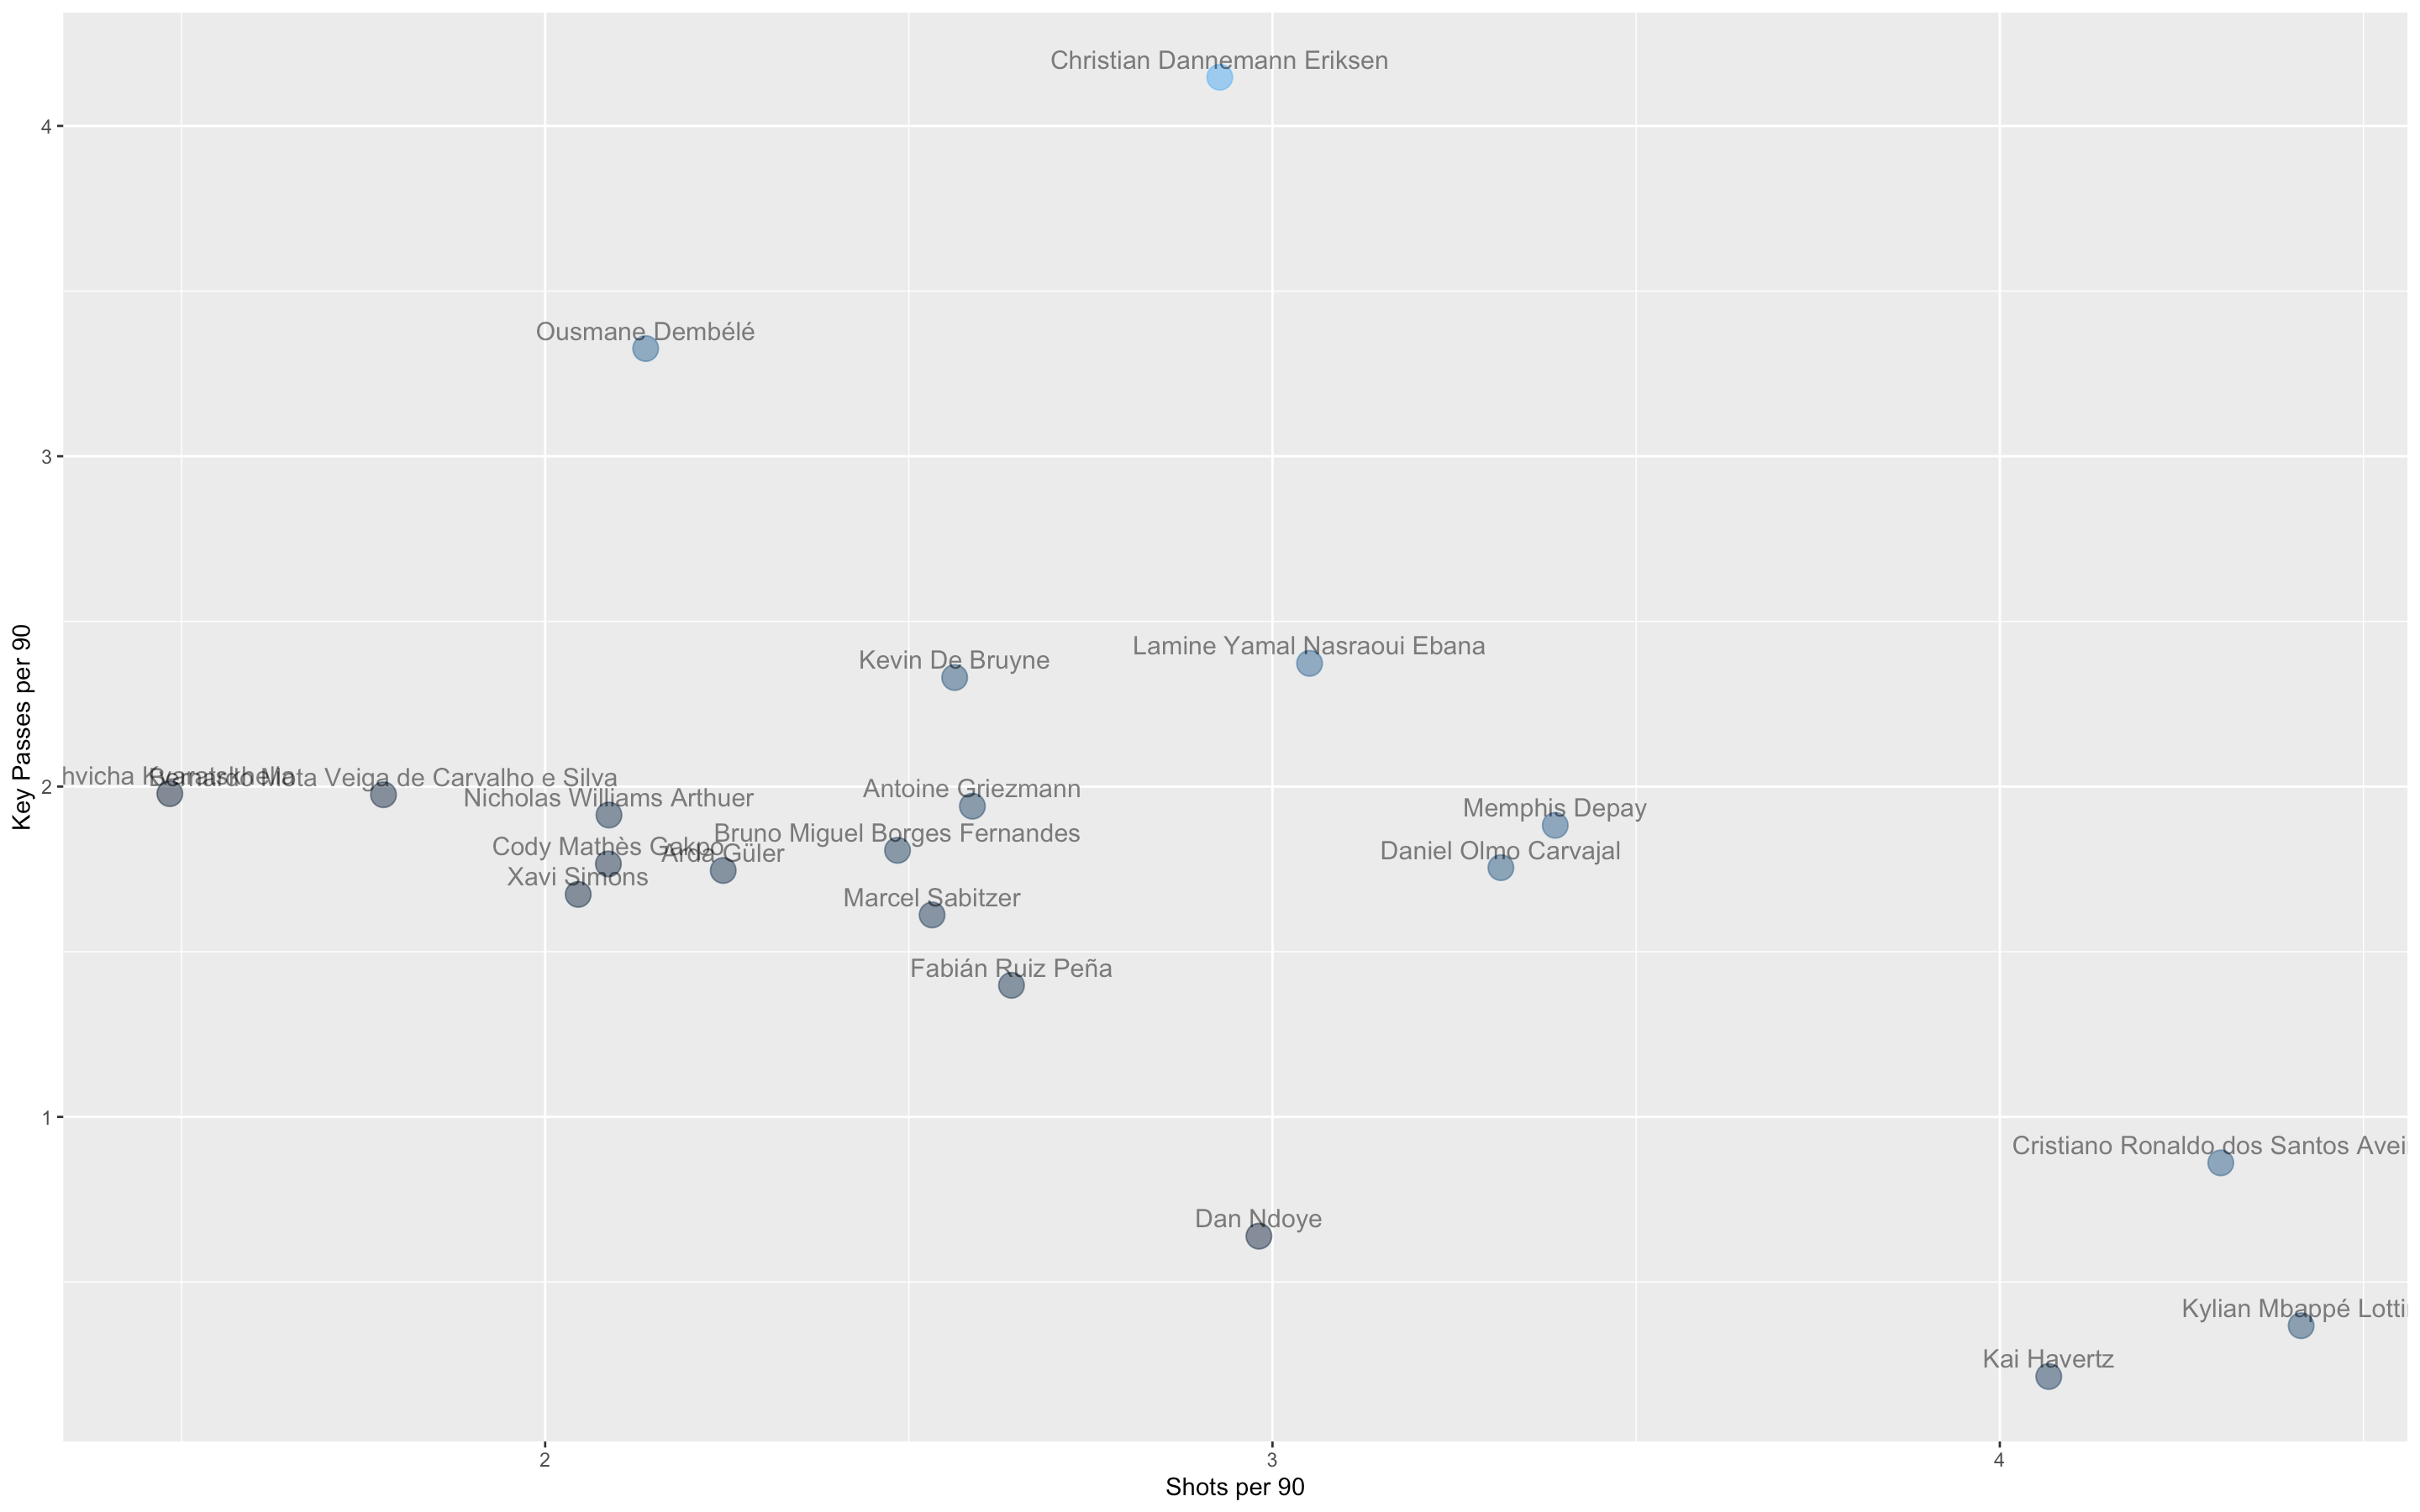 Christian Dannemann Eriksen
4
Ousmane Dembélé
3
Lamine Yamal Nasraoui Ebana
Kevin De Bruyne
Key Passes per 90
hvicha Kvaratskhelia
Bernardo Mota Veiga de Carvalho e Silva
2
Antoine Griezmann
Nicholas Williams Arthuer
Memphis Depay
Bruno Miguel Borges Fernandes
Cody Mathès Gakpo
Daniel Olmo Carvajal
Arda Güler
Xavi Simons
Marcel Sabitzer
Fabián Ruiz Peña
1
Cristiano Ronaldo dos Santos Avei
Dan Ndoye
Kylian Mbappé Lotti
Kai Havertz
2
3
4
Shots per 90